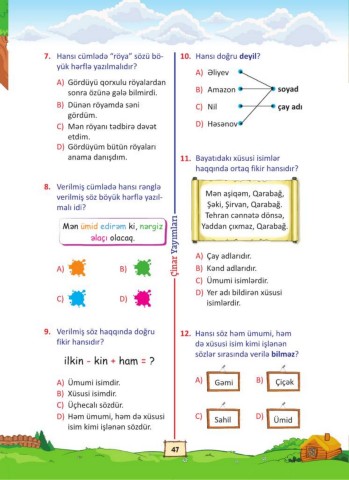 7. Hansı cümlədə "röya" sözü bö-
yük hərflə yazılmalıdır?
A) Gördüyü qorxulu röyalardan
sonra özünə gələ bilmirdi.
B) Dünən röyamda səni
gördüm.
C) Mən röyanı tədbirə dəvət
etdim.
D) Gördüyüm bütün röyaları
anama danışdım.
8. Verilmiş cümlədə hansı rənglə
verilmiş söz böyük hərflə yazıl-
malı idi?
Mən ümid edirəm ki, nərgiz
əlaçı olacaq.
A) B)
C) D)
9. Verilmiş söz haqqında doğru
fikir hansıdır?
ilkin - kin + ham = ?
A) Ümumi isimdir.
B) Xüsusi isimdir.
C) Üçhecalı sözdür.
D) Həm ümumi, həm də xüsusi
isim kimi işlənən sözdür.
Çinar Yayımları
10. Hansı doğru deyil?
A) Əliyev
B) Amazon soyad
C) Nil çay adı
D) Həsənov
11. Bayatıdakı xüsusi isimlər
haqqında ortaq fikir hansıdır?
Mən aşiqəm, Qarabağ,
Şəki, Şirvan, Qarabağ.
Tehran cənnətə dönsə,
Yaddan çıxmaz, Qarabağ.
A) Çay adlarıdır.
B) Kənd adlarıdır.
C) Ümumi isimlərdir.
D) Yer adı bildirən xüsusi
isimlərdir.
12. Hansı söz həm ümumi, həm
də xüsusi isim kimi işlənən
sözlər sırasında verilə bilməz?
A) Gəmi B) Çiçək
C) Sahil D) Ümid
47